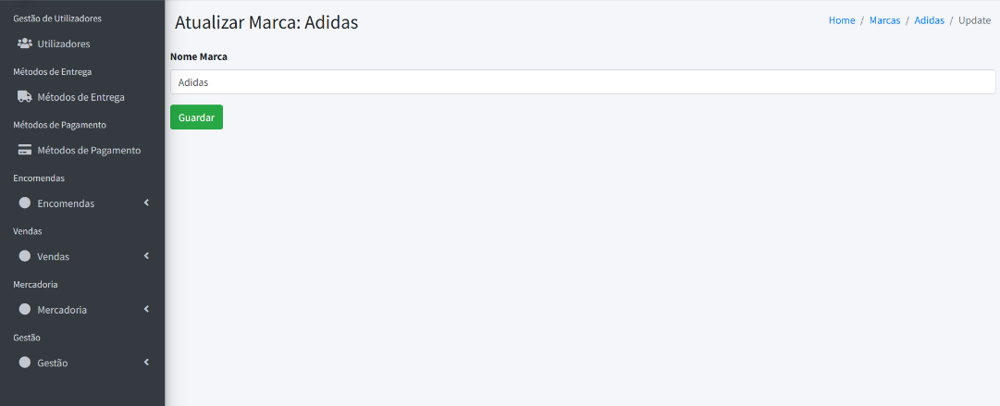 Gestão de Utilizadores
Utilizadores
Métodos de Entrega
Métodos de Entrega
Métodos de Pagamento
Métodos de Pagamento
Encomendas
Encomendas
Vendas
Vendas
Mercadoria
Mercadoria
Gestão
Gestão
Atualizar Marca: Adidas
Home / Marcas / Adidas / Update
Nome Marca
Adidas
Guardar